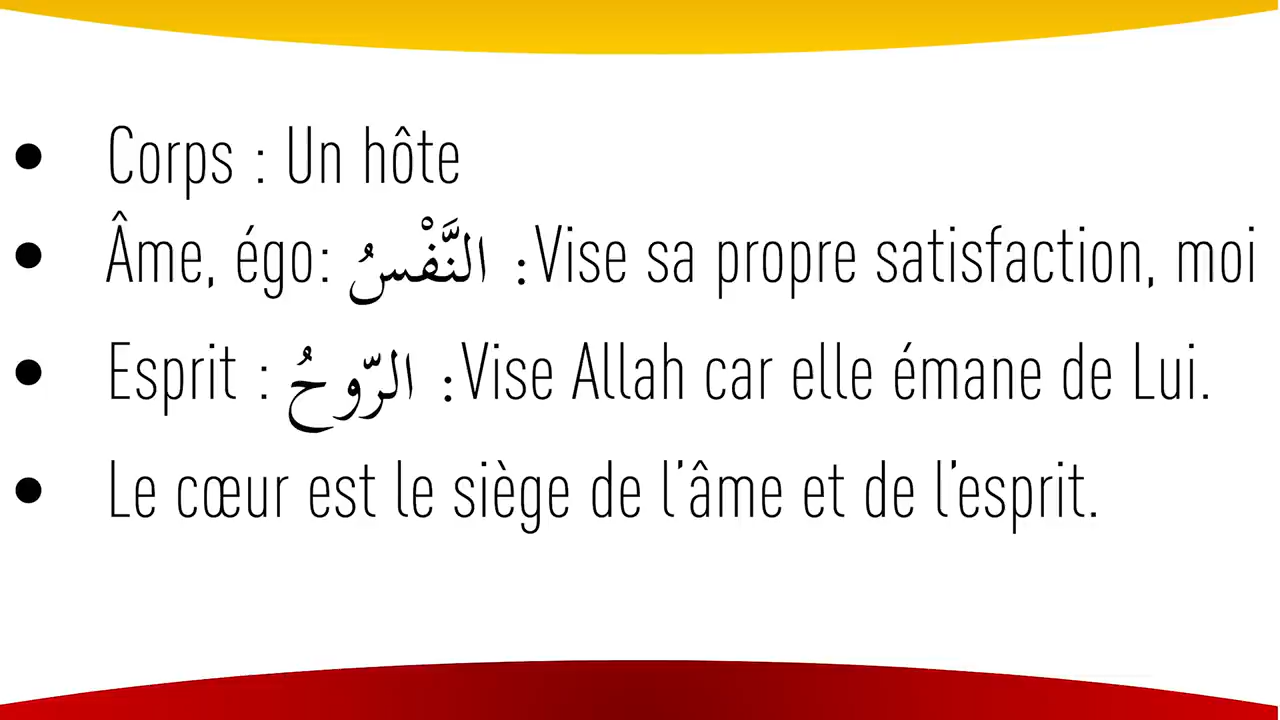 • Corps : Un hôte
• Âme, égo: النَّفْسُ :Vise sa propre satisfaction, moi
• Esprit : الرّوحُ :Vise Allah car elle émane de Lui.
• Le cœur est le siège de l'âme et de l'esprit.